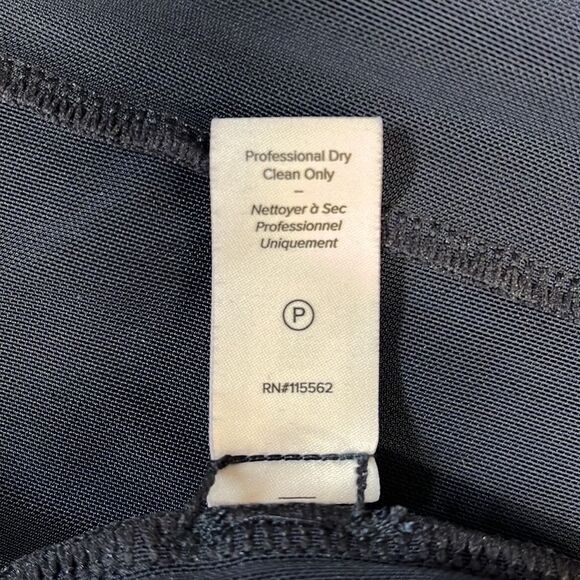 Professional Dry
Clean Only
–
Nettoyer à Sec
Professionnel
Uniquement
P
RN#115562